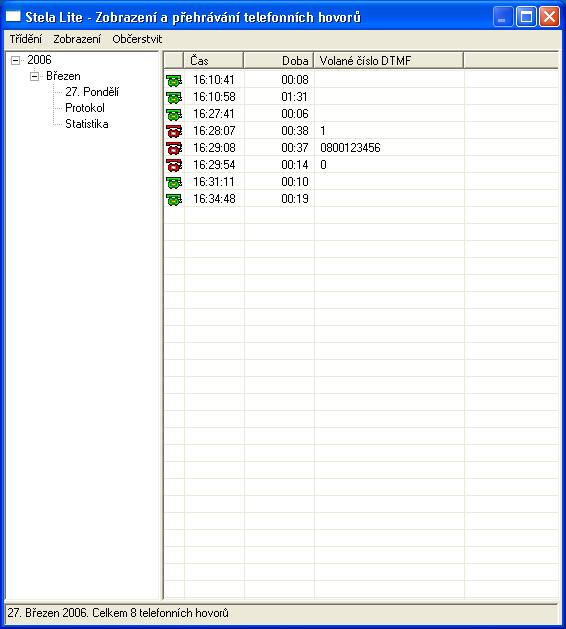 Stela Lite - Zobrazení a přehrávání telefonních hovorů
Třídění Zobrazení Občerstvit
2006
Březen
27. Pondělí
Protokol
Statistika
Čas Doba Volané číslo DTMF
16:10:41 00:08
16:10:58 01:31
16:27:41 00:06
16:28:07 00:38 1
16:29:08 00:37 0800123456
16:29:54 00:14 0
16:31:11 00:10
16:34:48 00:19
27. Březen 2006. Celkem 8 telefonních hovorů